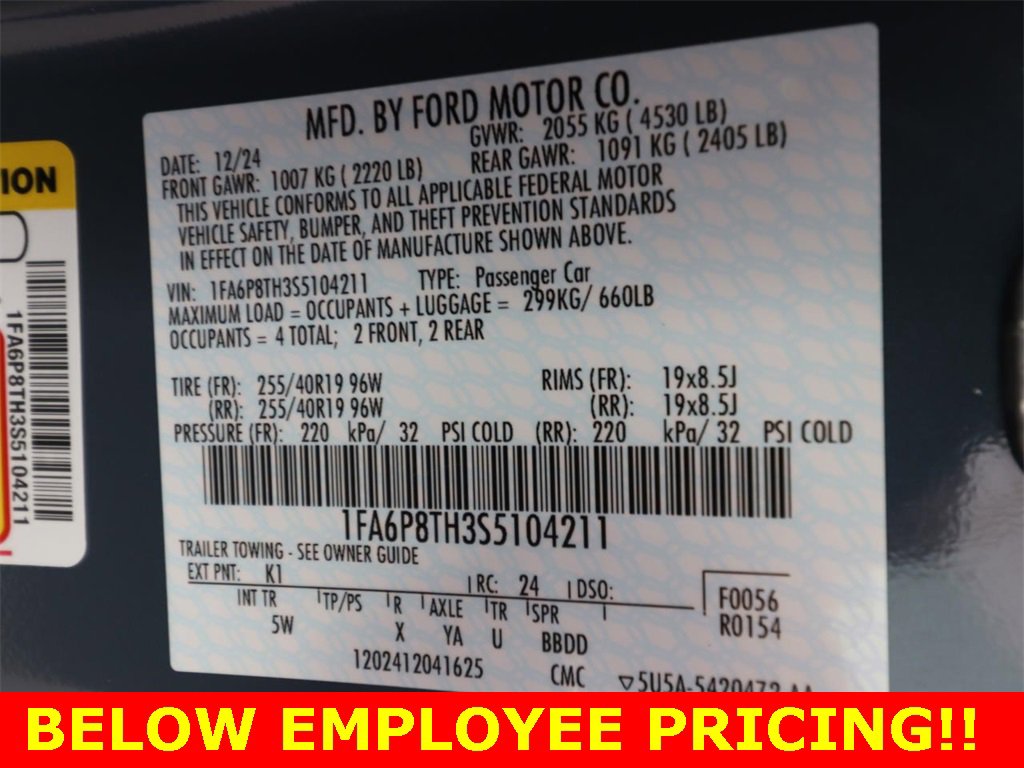 MFD. BY FORD MOTOR CO.
DATE: 12/24 GVWR: 2055 KG ( 4530 LB)
FRONT GAWR: 1007 KG ( 2220 LB) REAR GAWR: 1091 KG ( 2405 LB)
THIS VEHICLE CONFORMS TO ALL APPLICABLE FEDERAL MOTOR
VEHICLE SAFETY, BUMPER, AND THEFT PREVENTION STANDARDS
IN EFFECT ON THE DATE OF MANUFACTURE SHOWN ABOVE.
VIN: 1FA6P8TH3S5104211 TYPE: Passenger Car
MAXIMUM LOAD = OCCUPANTS + LUGGAGE = 299KG/ 660LB
OCCUPANTS = 4 TOTAL; 2 FRONT, 2 REAR
TIRE (FR): 255/40R19 96W RIMS (FR): 19x8.5J
(RR): 255/40R19 96W (RR): 19x8.5J
PRESSURE (FR): 220 kPa/ 32 PSI COLD (RR): 220 kPa/ 32 PSI COLD
1FA6P8TH3S5104211
TRAILER TOWING - SEE OWNER GUIDE
EXT PNT: K1 RC: 24 DSO:
F0056
INT TR TP/PS R AXLE TR SPR
R0154
5W X YA U BBDD
1202412041625 CMC
ION
1FA6P8TH3S5104211
BELOW EMPLOYEE PRICING!!